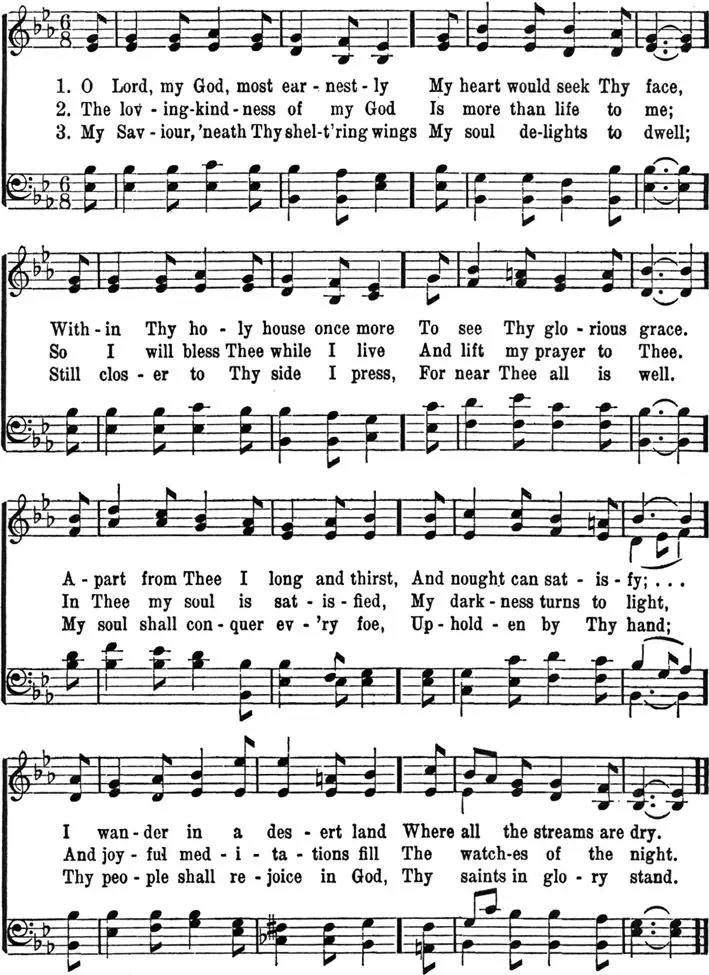 6
8
1. O Lord, my God, most ear - nest - ly My heart would seek Thy face,
2. The lov - ing-kind - ness of my God Is more than life to me;
3. My Sav - iour, 'neath Thy shel-t'ring wings My soul de-lights to dwell;
6
8
With - in Thy ho - ly house once more To see Thy glo - rious grace.
So I will bless Thee while I live And lift my prayer to Thee.
Still clos - er to Thy side I press, For near Thee all is well.
A - part from Thee I long and thirst, And nought can sat - is - fy; . . .
In Thee my soul is sat - is - fied, My dark - ness turns to light,
My soul shall con - quer ev - 'ry foe, Up - hold - en by Thy hand;
I wan - der in a des - ert land Where all the streams are dry.
And joy - ful med - i - ta - tions fill The watch-es of the night.
Thy peo - ple shall re - joice in God, Thy saints in glo - ry stand.